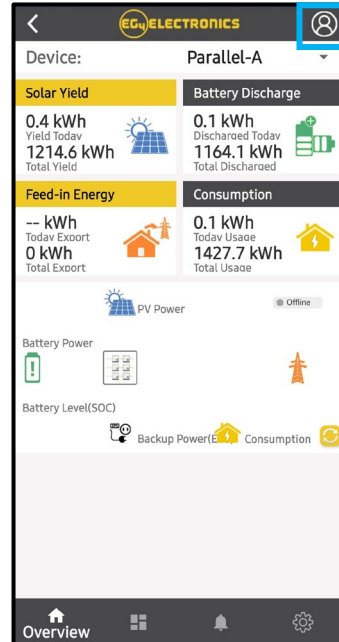 EG4 ELECTRONICS
Device: Parallel-A
Solar Yield
0.4 kWh
Yield Today
1214.6 kWh
Total Yield
Battery Discharge
0.1 kWh
Discharged Today
1164.1 kWh
Total Discharged
Feed-in Energy
-- kWh
Today Export
0 kWh
Total Export
Consumption
0.1 kWh
Today Usage
1427.7 kWh
Total Usage
PV Power
Offline
Battery Power
Battery Level(SOC)
Backup Power(E
Consumption
Overview